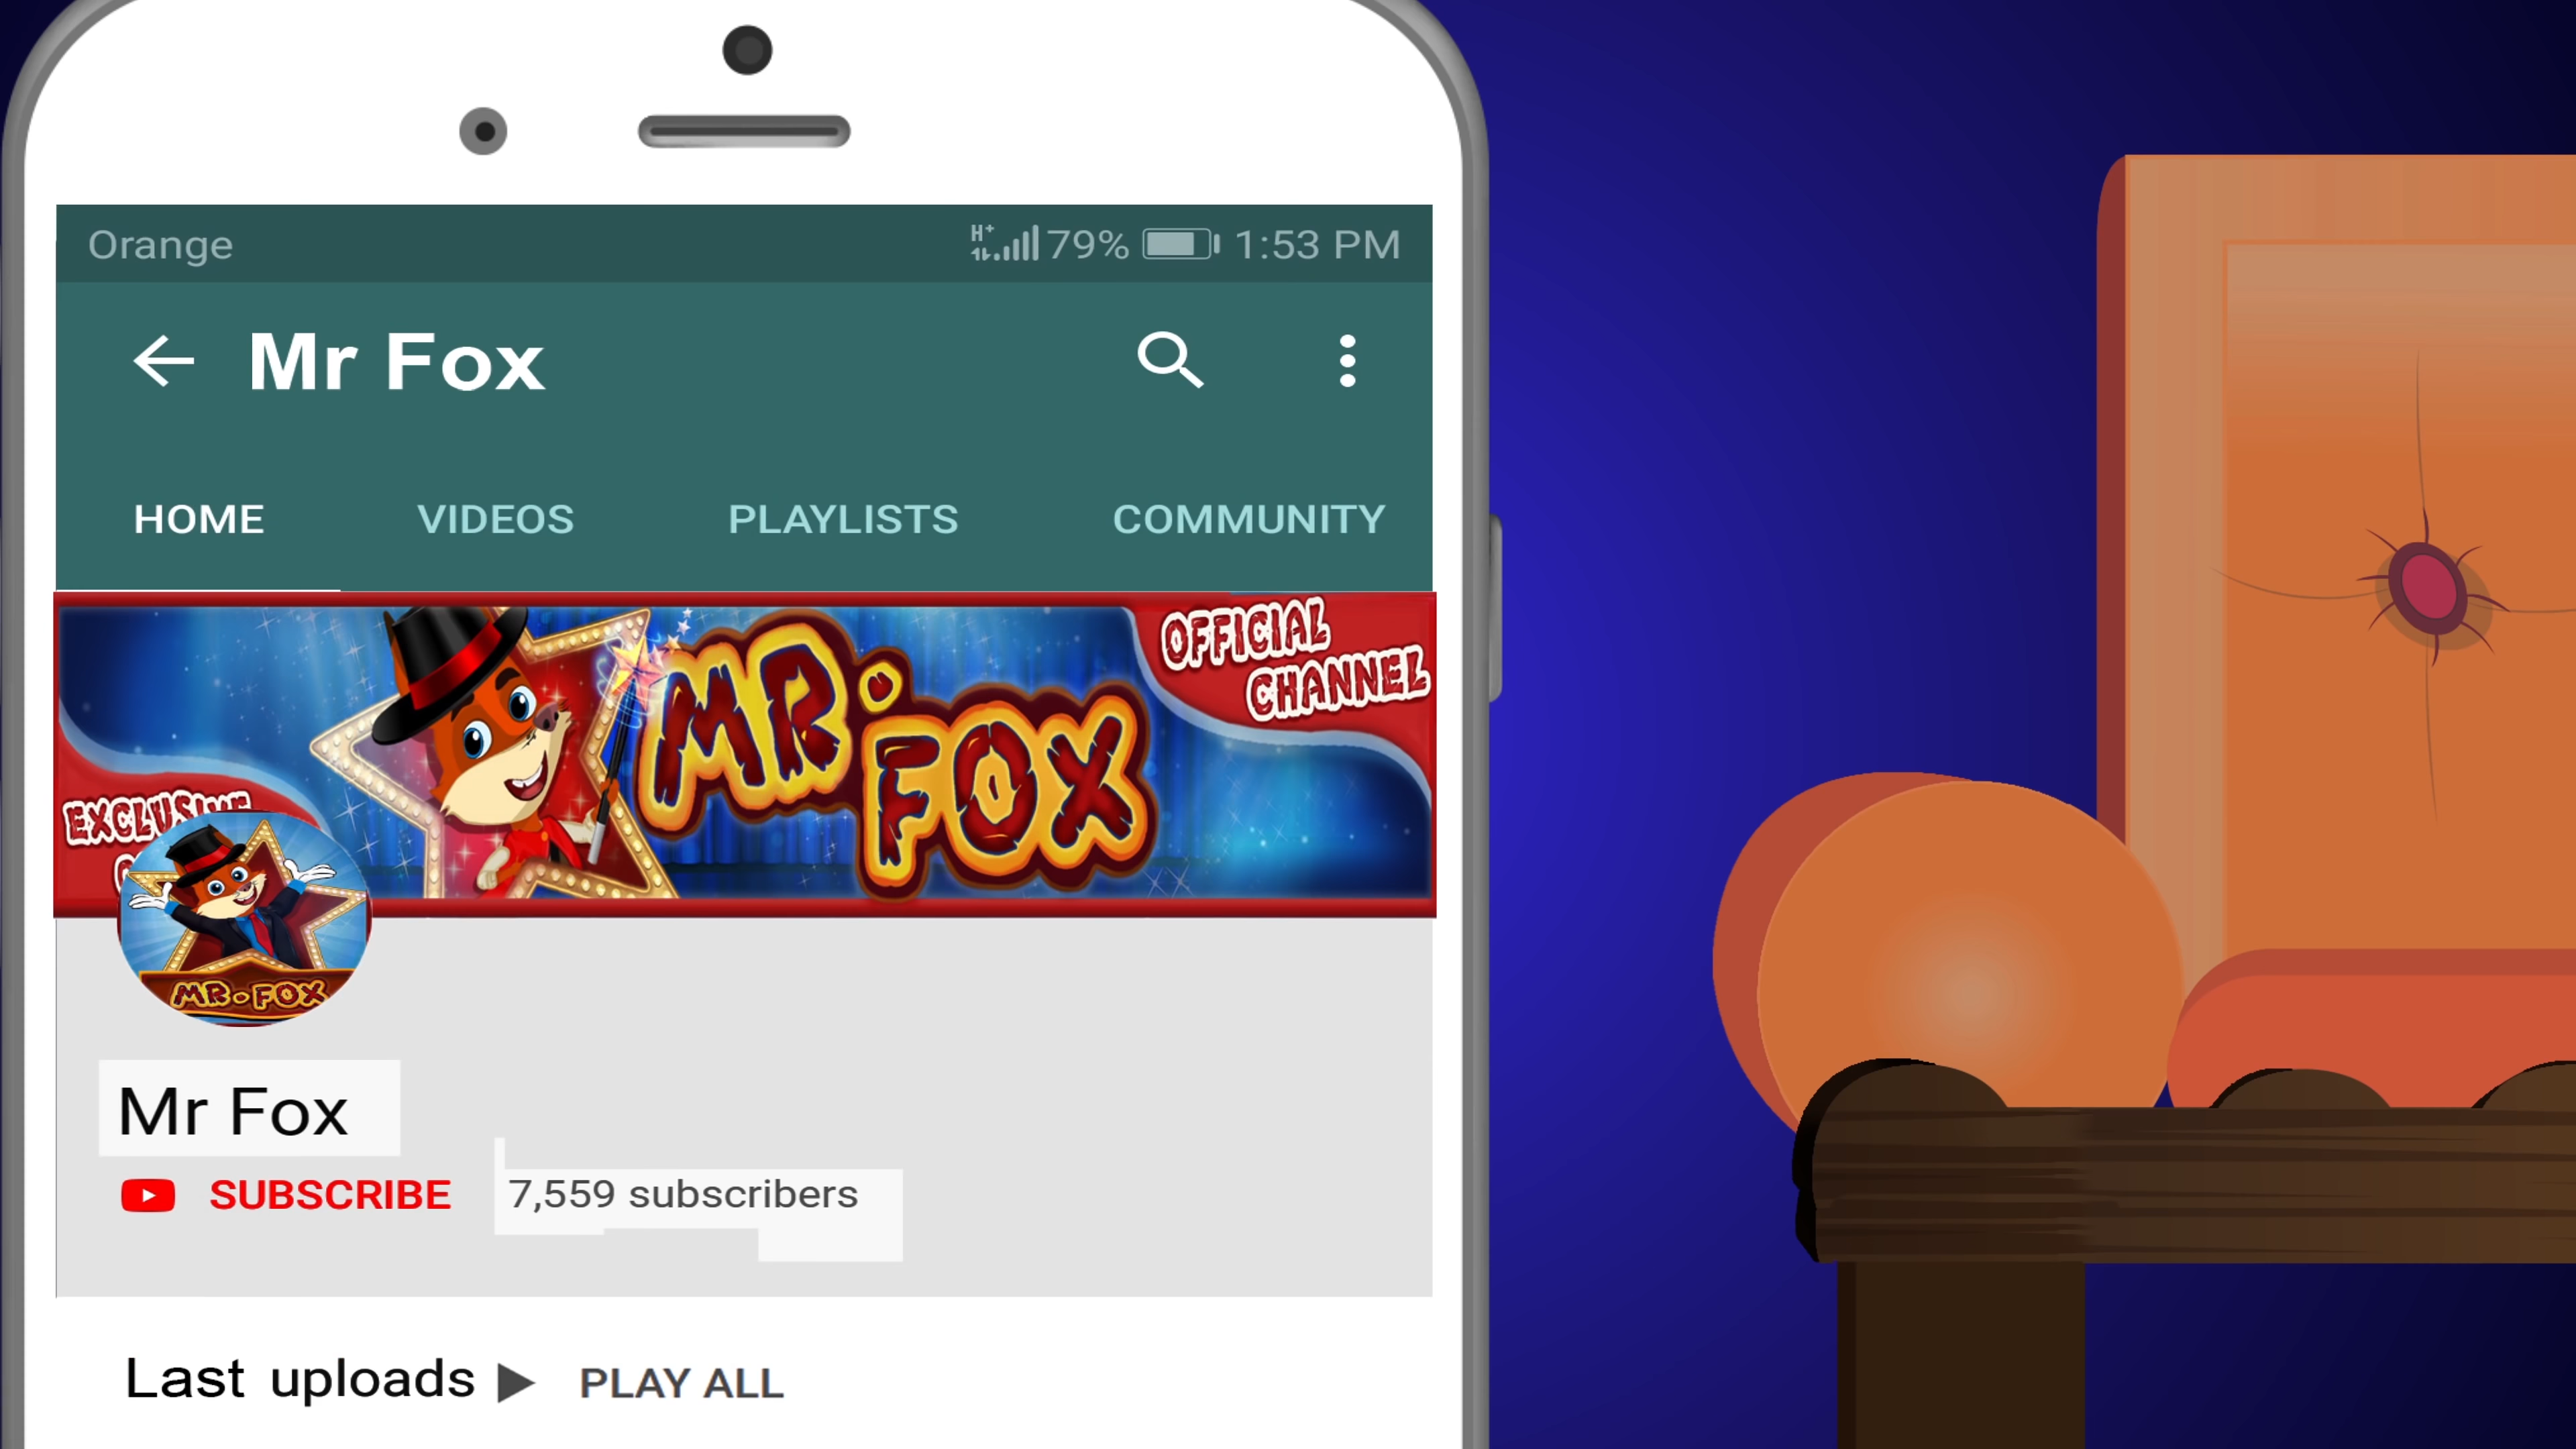 Orange
H+ 79% 1:53 PM
Mr Fox
HOME VIDEOS PLAYLISTS COMMUNITY
OFFICIAL
CHANNEL
MR.
FOX
EXCLUSIVE
MR. FOX
Mr Fox
SUBSCRIBE 7,559 subscribers
Last uploads PLAY ALL